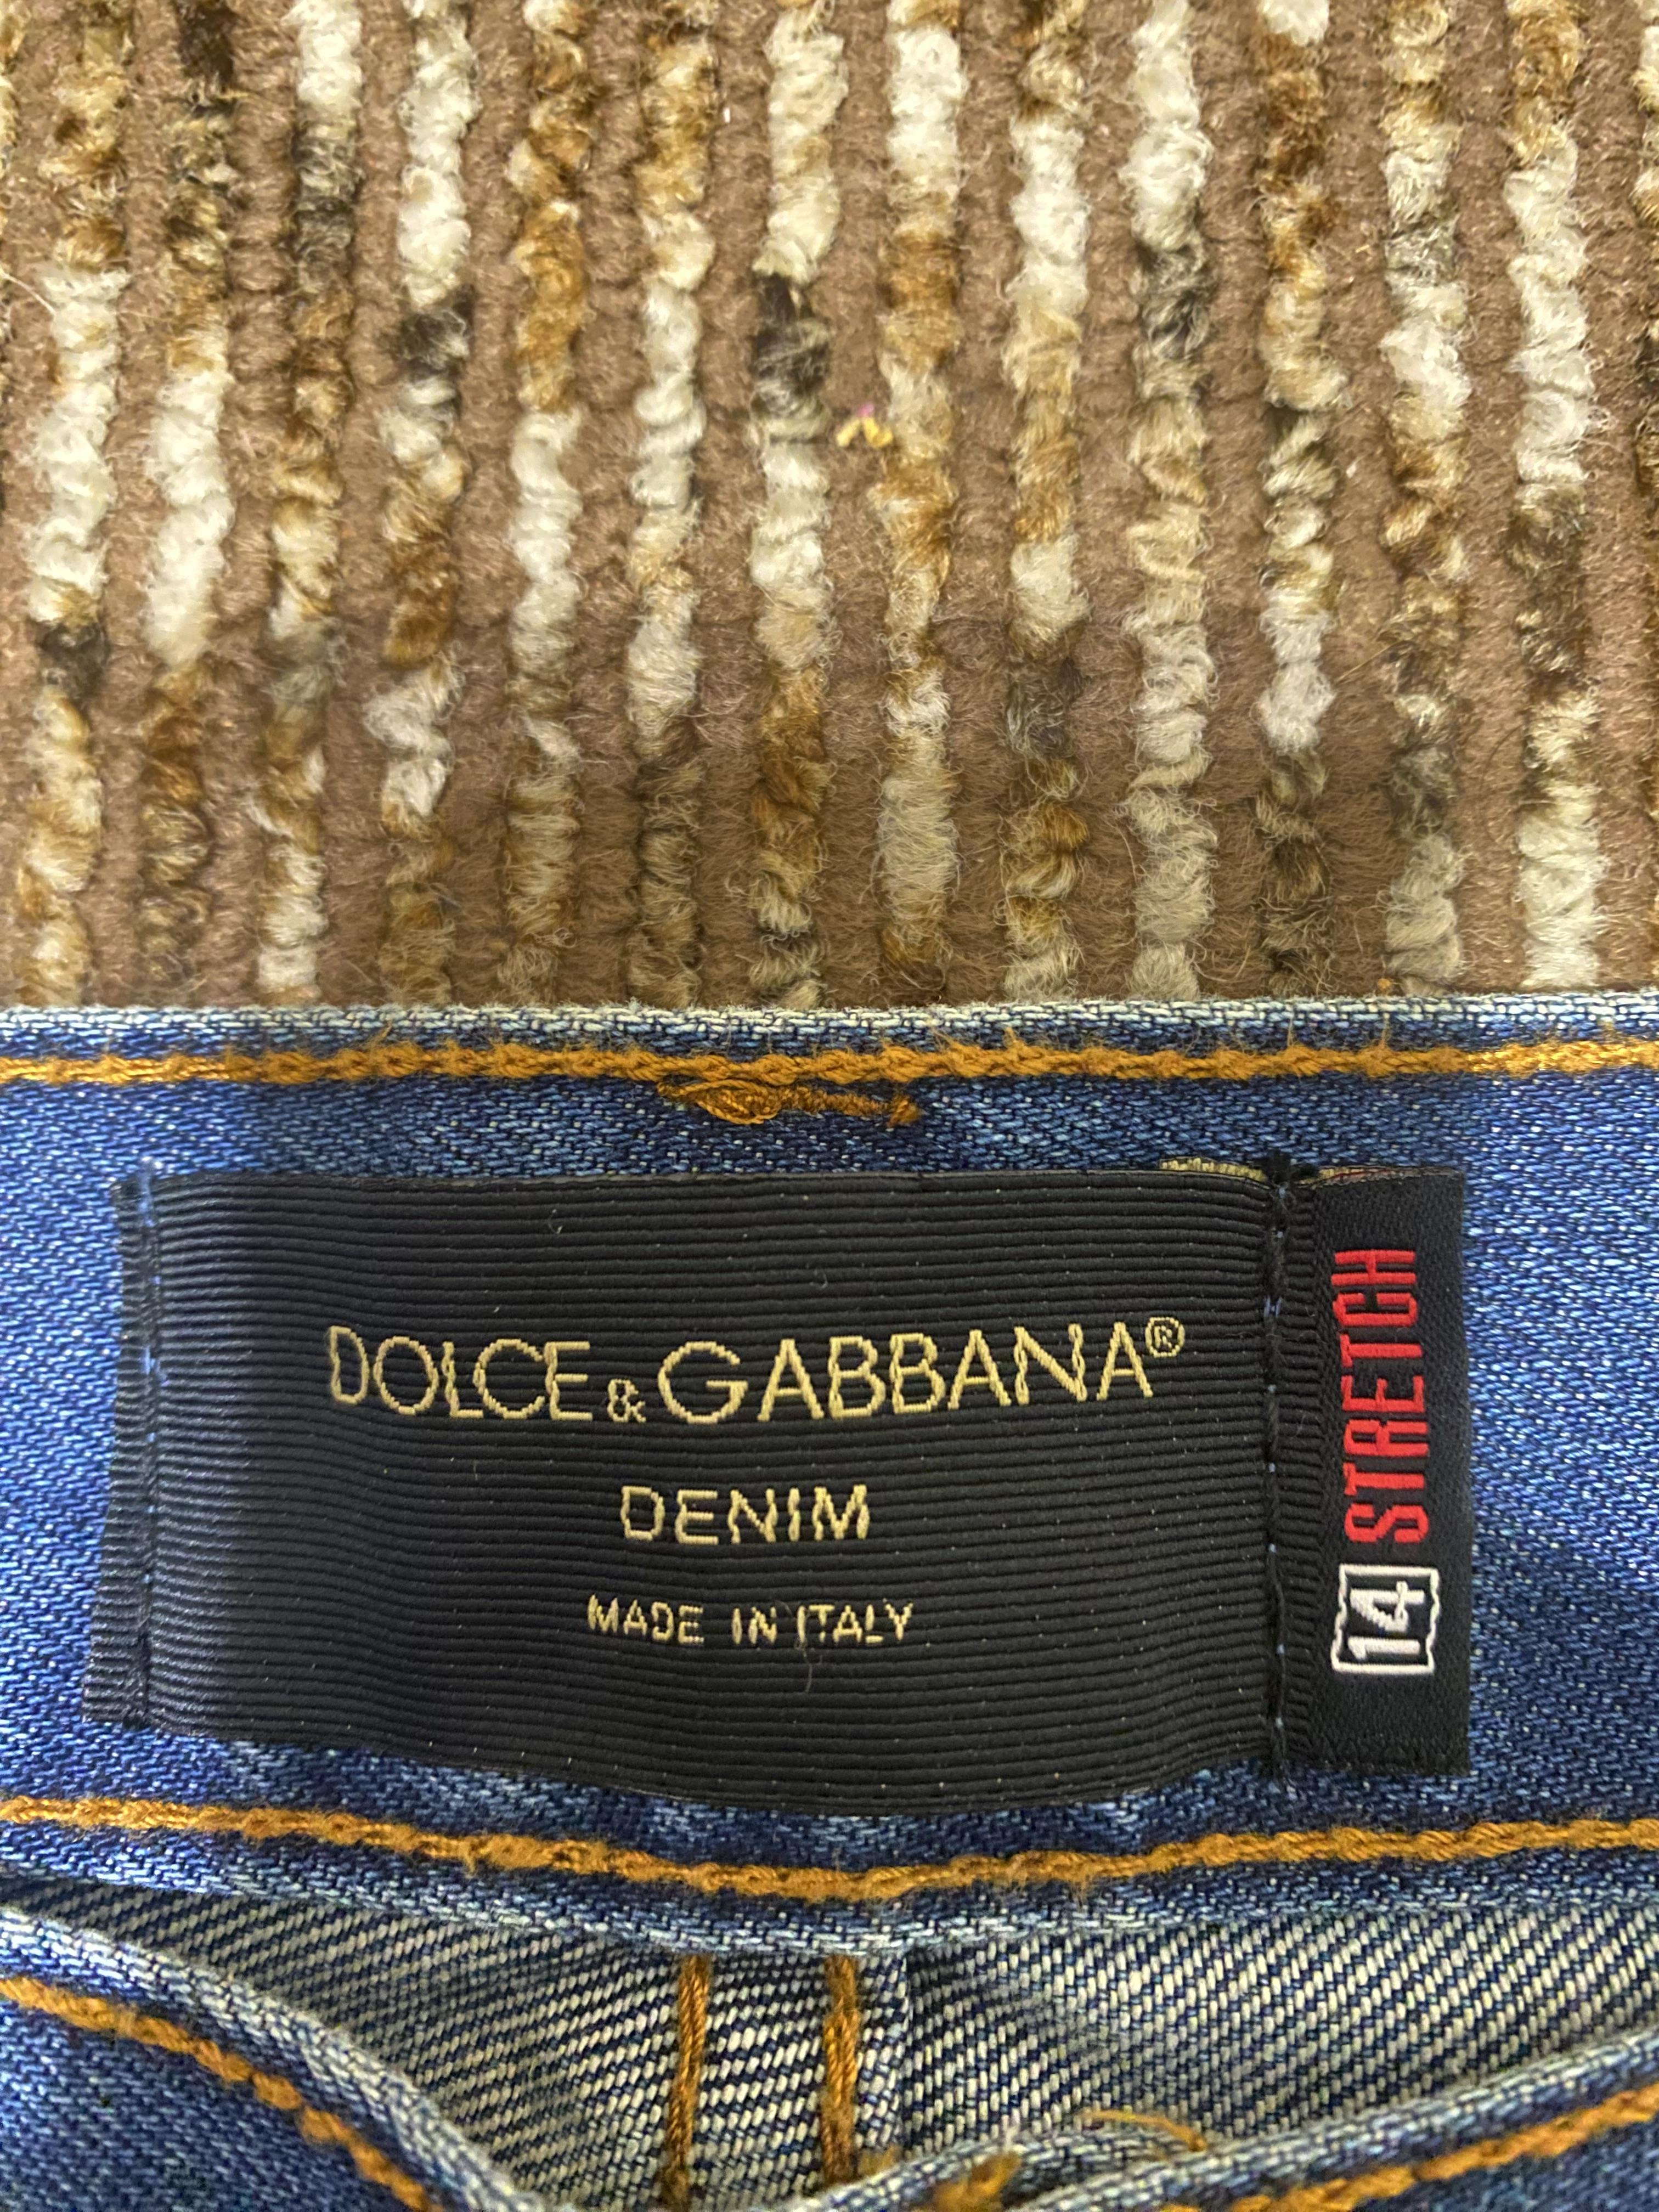 DOLCE & GABBANA®
DENIM
MADE IN ITALY
14 STRETCH